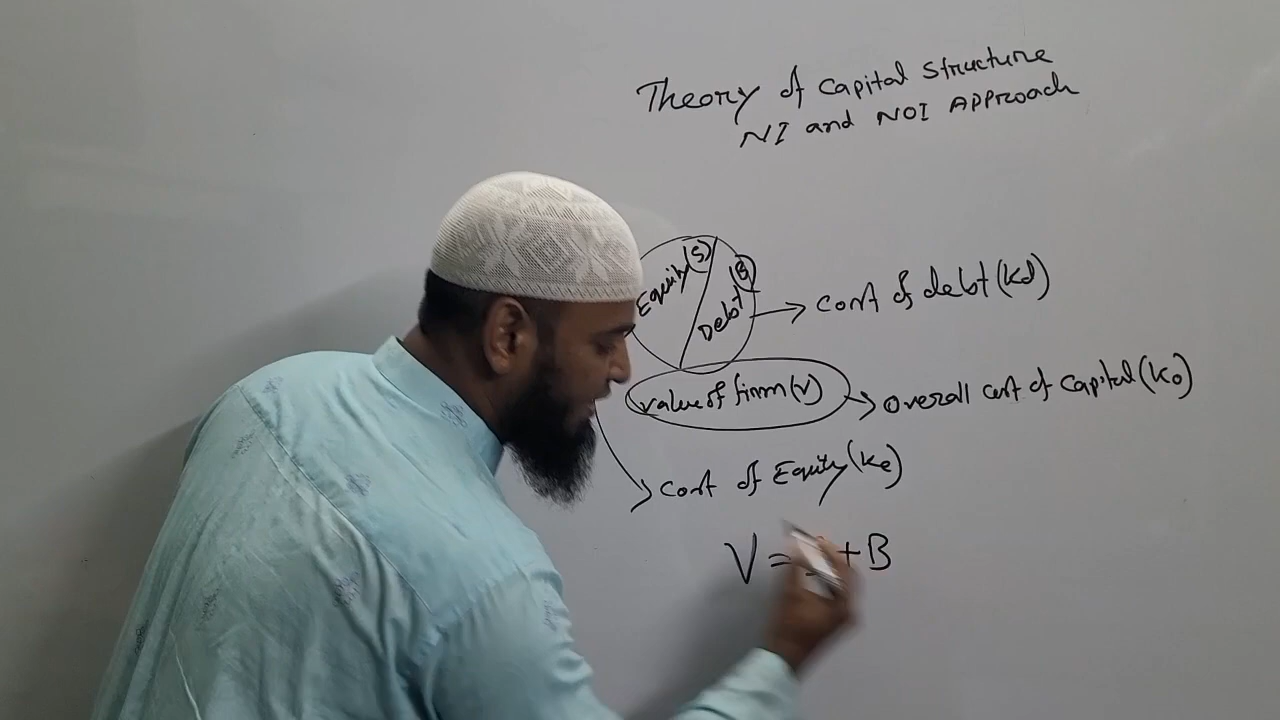 Theory of Capital Structure
NI and NOI Approach
Equity (S)
Debt (B)
Cost of debt (Kd)
Value of firm (V)
Overall cost of Capital (Ko)
Cost of Equity (Ke)
V = + B